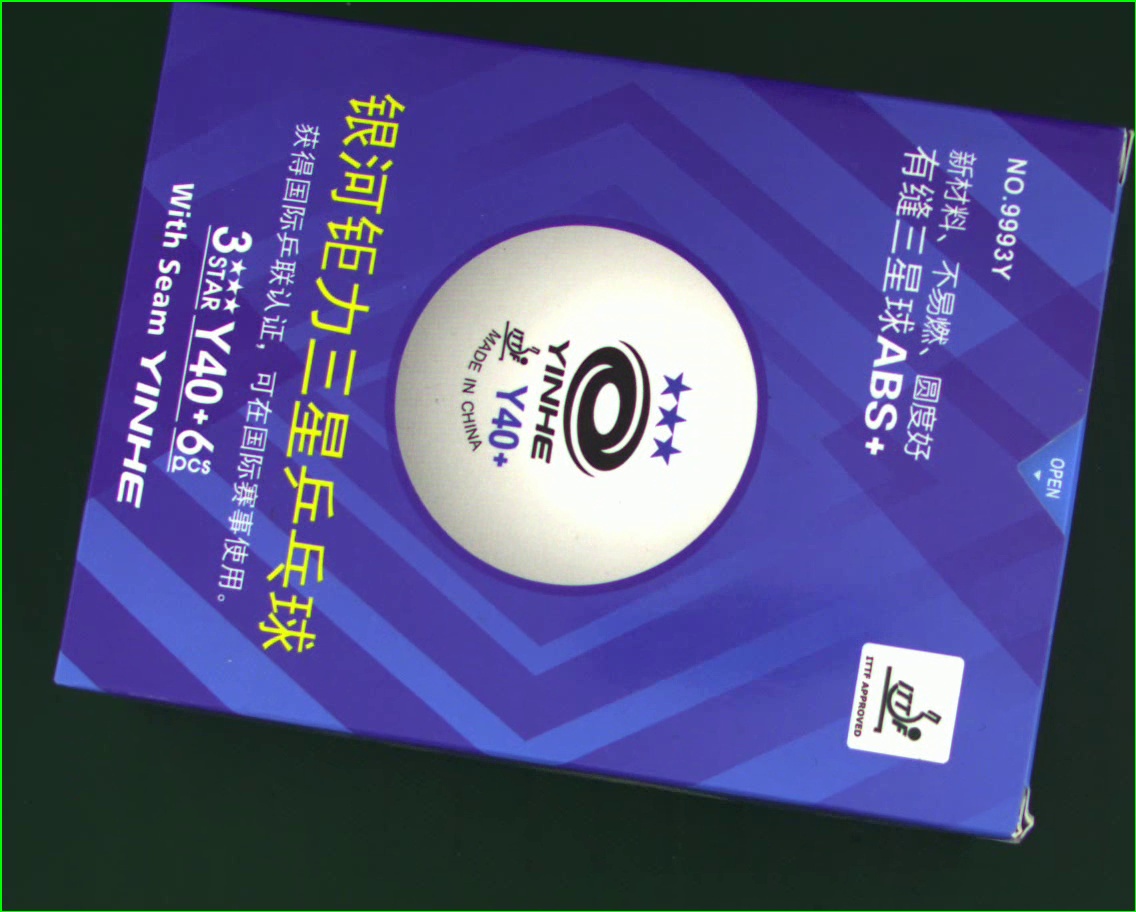 NO.9993Y
新材料、不易燃、圆度好
有缝三星球ABS+
OPEN
★★★
YINHE
ITTF Y40+
MADE IN CHINA
银河钜力三星乒乓球
获得国际乒联认证，可在国际赛事使用。
3★★★STAR Y40+ 6pcs
With Seam YINHE
ITTF
ITTF APPROVED